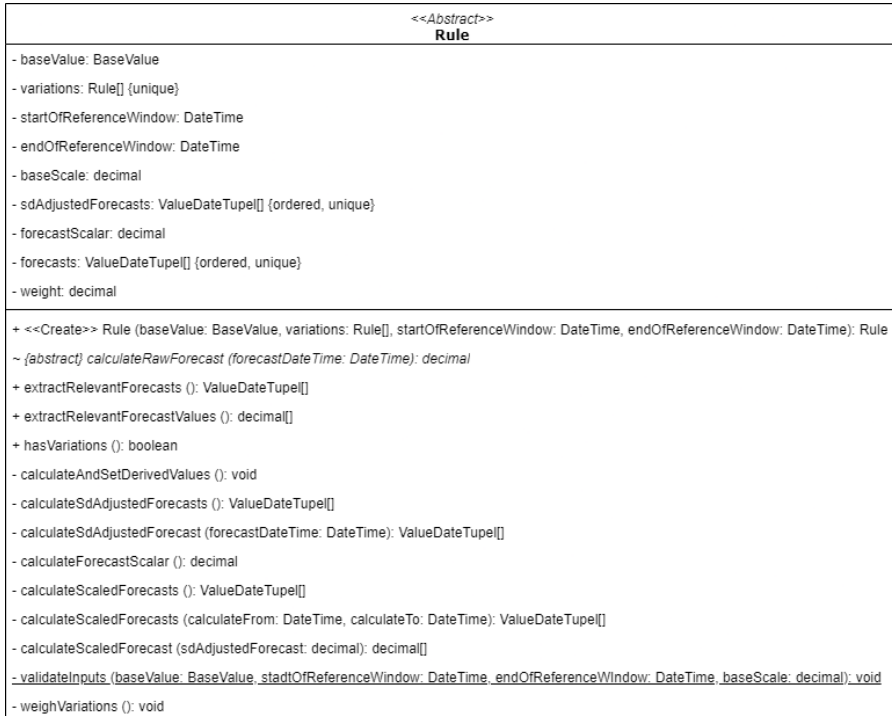 <<Abstract>>
Rule
- baseValue: BaseValue
- variations: Rule[] {unique}
- startOfReferenceWindow: DateTime
- endOfReferenceWindow: DateTime
- baseScale: decimal
- sdAdjustedForecasts: ValueDateTupel[] {ordered, unique}
- forecastScalar: decimal
- forecasts: ValueDateTupel[] {ordered, unique}
- weight: decimal
+ <<Create>> Rule (baseValue: BaseValue, variations: Rule[], startOfReferenceWindow: DateTime, endOfReferenceWindow: DateTime): Rule
~ {abstract} calculateRawForecast (forecastDateTime: DateTime): decimal
+ extractRelevantForecasts (): ValueDateTupel[]
+ extractRelevantForecastValues (): decimal[]
+ hasVariations (): boolean
- calculateAndSetDerivedValues (): void
- calculateSdAdjustedForecasts (): ValueDateTupel[]
- calculateSdAdjustedForecast (forecastDateTime: DateTime): ValueDateTupel[]
- calculateForecastScalar (): decimal
- calculateScaledForecasts (): ValueDateTupel[]
- calculateScaledForecasts (calculateFrom: DateTime, calculateTo: DateTime): ValueDateTupel[]
- calculateScaledForecast (sdAdjustedForecast: decimal): decimal[]
- validateInputs (baseValue: BaseValue, stadtOfReferenceWindow: DateTime, endOfReferenceWIndow: DateTime, baseScale: decimal): void
- weighVariations (): void